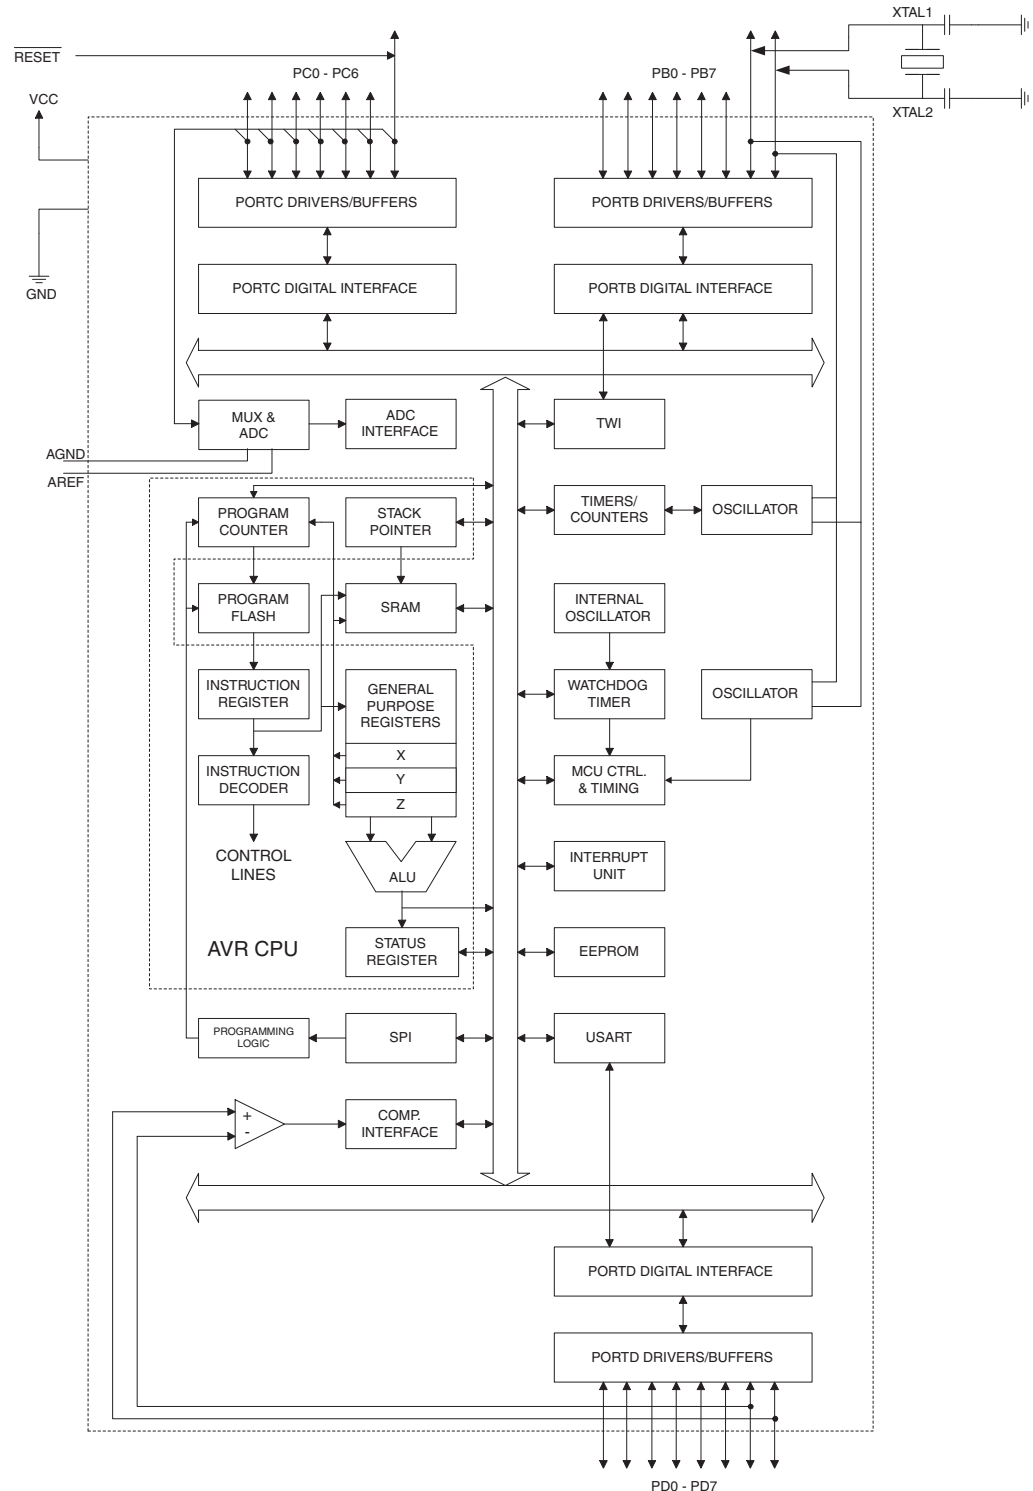 XTAL1
RESET
PC0 - PC6
PB0 - PB7
VCC
XTAL2
PORTC DRIVERS/BUFFERS
PORTB DRIVERS/BUFFERS
PORTC DIGITAL INTERFACE
PORTB DIGITAL INTERFACE
GND
MUX &
ADC
ADC
INTERFACE
TWI
AGND
AREF
PROGRAM
COUNTER
STACK
POINTER
TIMERS/
COUNTERS
OSCILLATOR
PROGRAM
FLASH
SRAM
INTERNAL
OSCILLATOR
INSTRUCTION
REGISTER
GENERAL
PURPOSE
REGISTERS
WATCHDOG
TIMER
OSCILLATOR
X
Y
Z
INSTRUCTION
DECODER
MCU CTRL.
& TIMING
CONTROL
LINES
ALU
INTERRUPT
UNIT
AVR CPU
STATUS
REGISTER
EEPROM
PROGRAMMING
LOGIC
SPI
USART
+
-
COMP.
INTERFACE
PORTD DIGITAL INTERFACE
PORTD DRIVERS/BUFFERS
PD0 - PD7